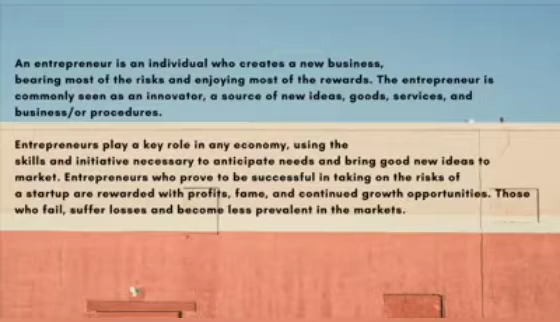 An entrepreneur is an individual who creates a new business,
bearing most of the risks and enjoying most of the rewards. The entrepreneur is
commonly seen as an innovator, a source of new ideas, goods, services, and
business/or procedures.
Entrepreneurs play a key role in any economy, using the
skills and initiative necessary to anticipate needs and bring good new ideas to
market. Entrepreneurs who prove to be successful in taking on the risks of
a startup are rewarded with profits, fame, and continued growth opportunities. Those
who fail, suffer losses and become less prevalent in the markets.